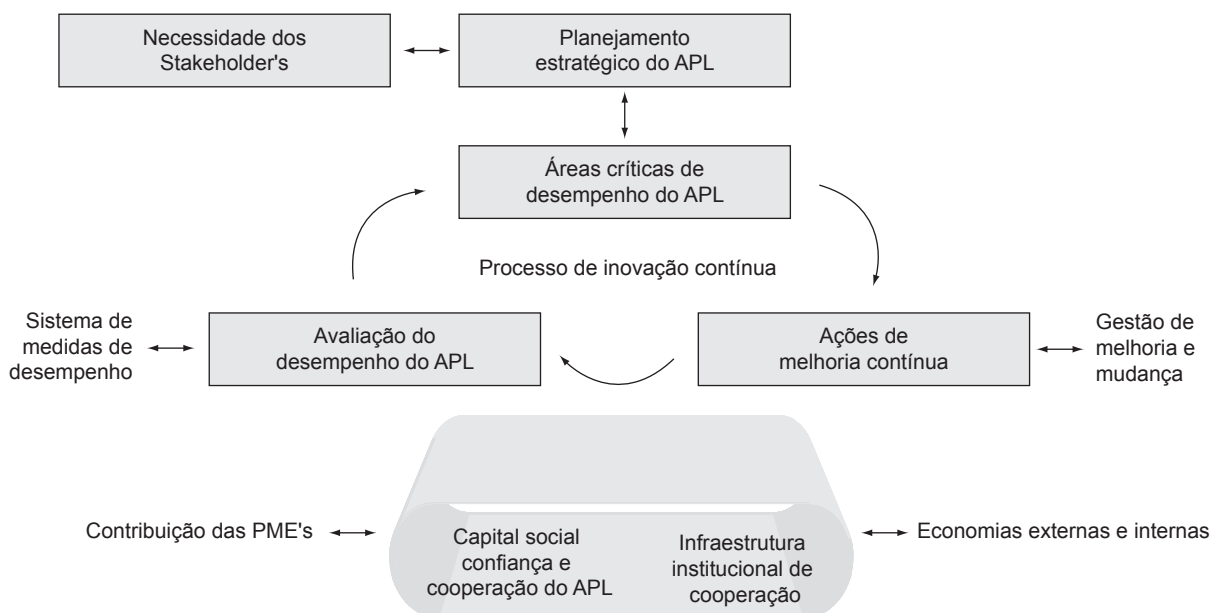 Necessidade dos
Stakeholder's
Planejamento
estratégico do APL
Áreas críticas de
desempenho do APL
Processo de inovação contínua
Sistema de
medidas de
desempenho
Avaliação do
desempenho do APL
Ações de
melhoria contínua
Gestão de
melhoria e
mudança
Contribuição das PME's
Capital social
confiança e
cooperação do APL
Infraestrutura
institucional de
cooperação
Economias externas e internas